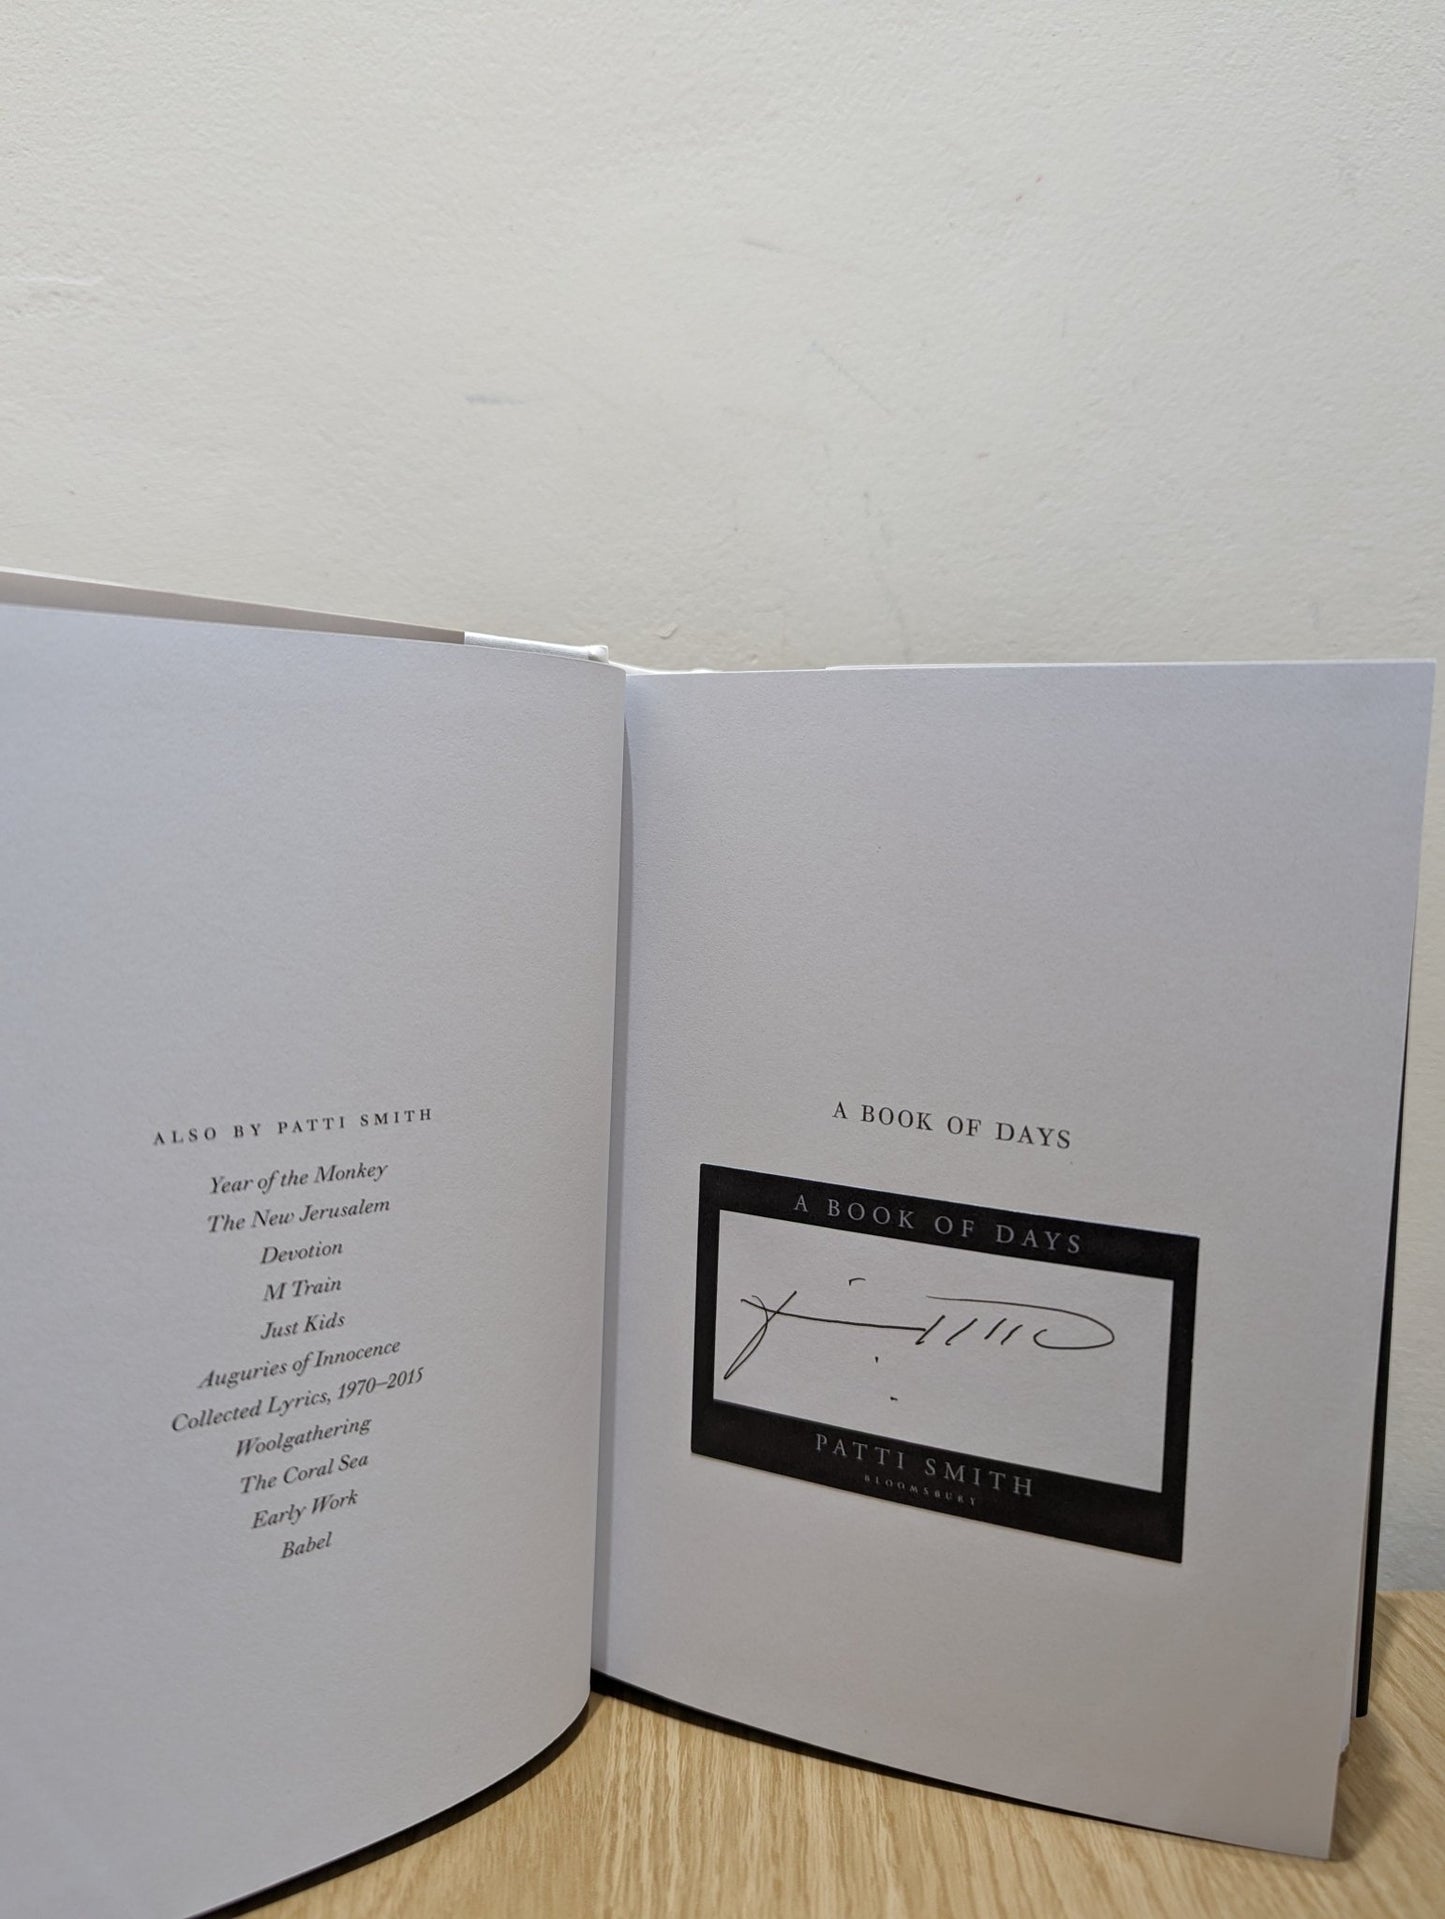 ALSO BY PATTI SMITH
Year of the Monkey
The New Jerusalem
Devotion
M Train
Just Kids
Auguries of Innocence
Collected Lyrics, 1970–2015
Woolgathering
The Coral Sea
Early Work
Babel
A BOOK OF DAYS
A BOOK OF DAYS
PATTI SMITH
BLOOMSBURY